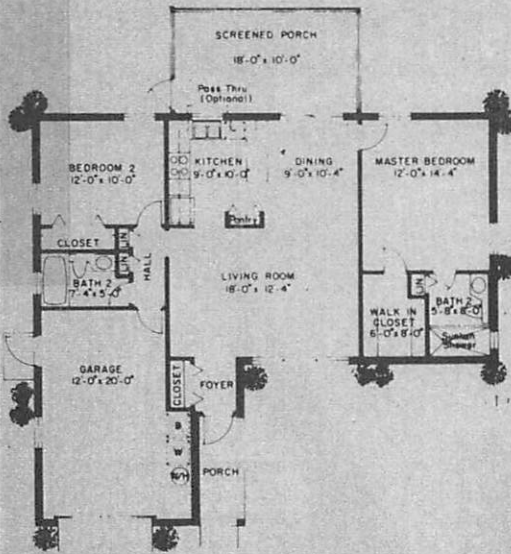 SCREENED PORCH
18'-0" x 10'-0"
Pass Thru
(Optional)
BEDROOM 2
12'-0" x 10'-0"
KITCHEN
9'-0" x 10'-0"
DINING
9'-0" x 10'-4"
MASTER BEDROOM
12'-0" x 14'-4"
Pantry
CLOSET
LIN
LIN
HALL
BATH 2
7'-4" x 5'-0"
LIVING ROOM
18'-0" x 12'-4"
LIN
WALK IN
CLOSET
6'-0" x 8'-0"
BATH 2
5'-8" x 8'-0"
Sunken
Shower
GARAGE
12'-0" x 20'-0"
CLOSET
FOYER
W/H
PORCH